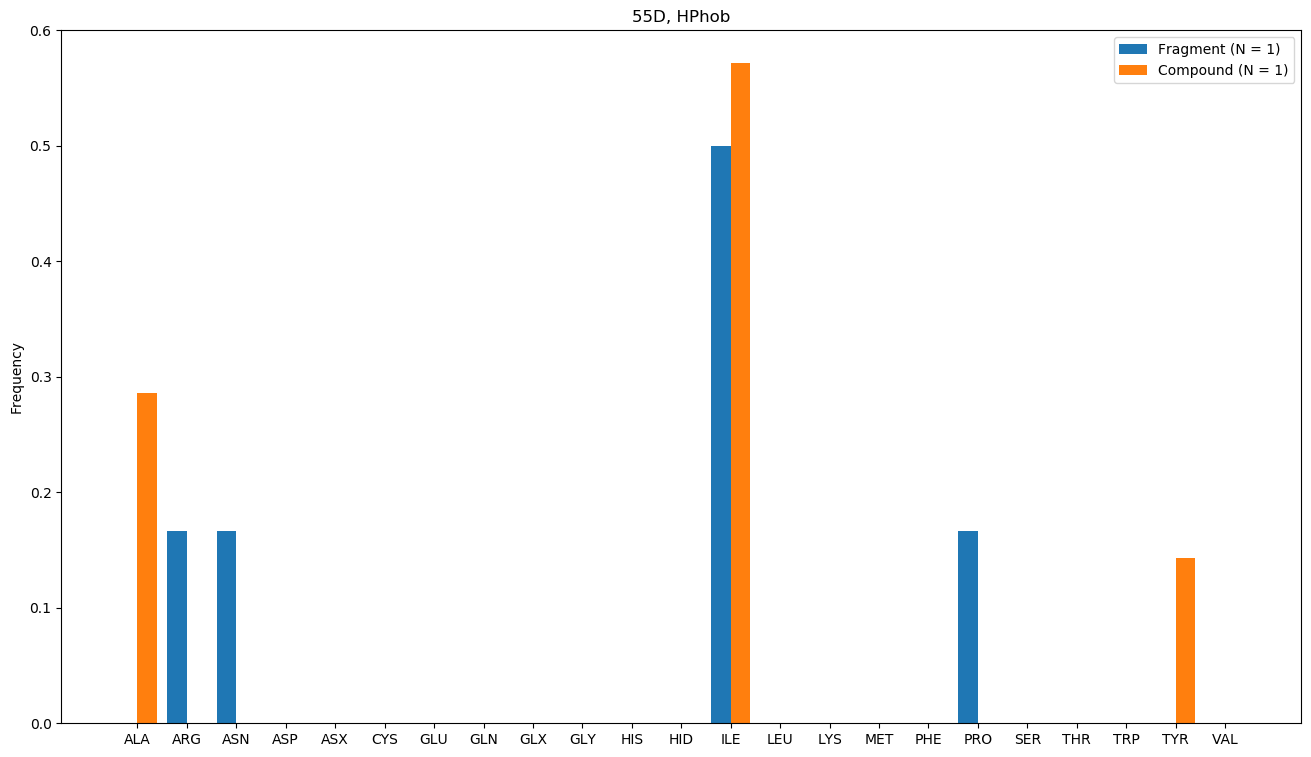 55D, HPhob
Fragment (N = 1)
Compound (N = 1)
Frequency
0.6
0.5
0.4
0.3
0.2
0.1
0.0
ALA ARG ASN ASP ASX CYS GLU GLN GLX GLY HIS HID ILE LEU LYS MET PHE PRO SER THR TRP TYR VAL